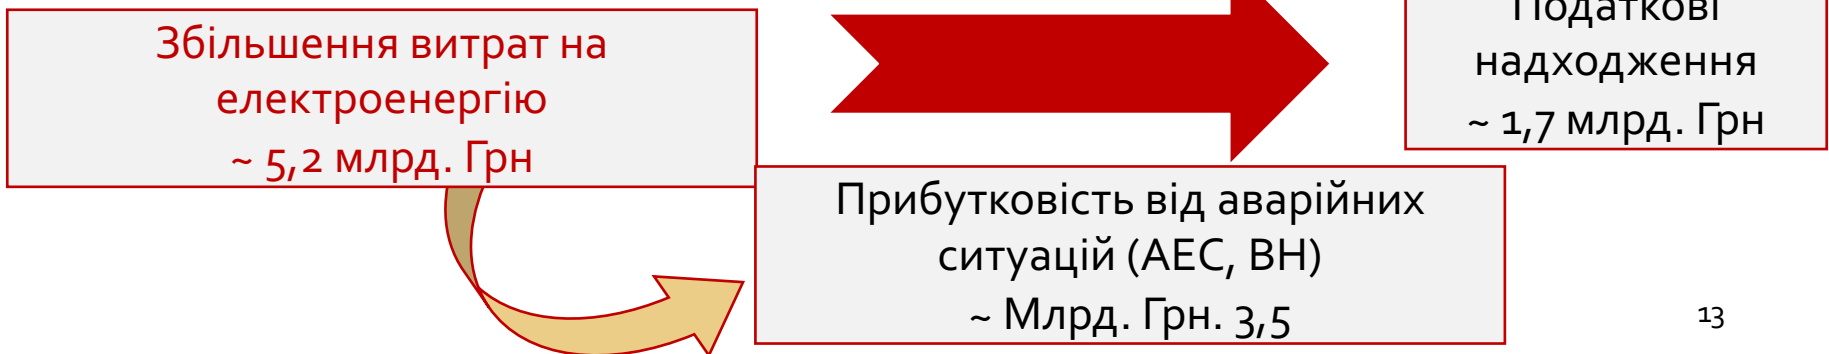 Збільшення витрат на
електроенергію
~ 5,2 млрд. Грн
Податкові
надходження
~ 1,7 млрд. Грн
Прибутковість від аварійних
ситуацій (АЕС, ВН)
~ Млрд. Грн. 3,5
13